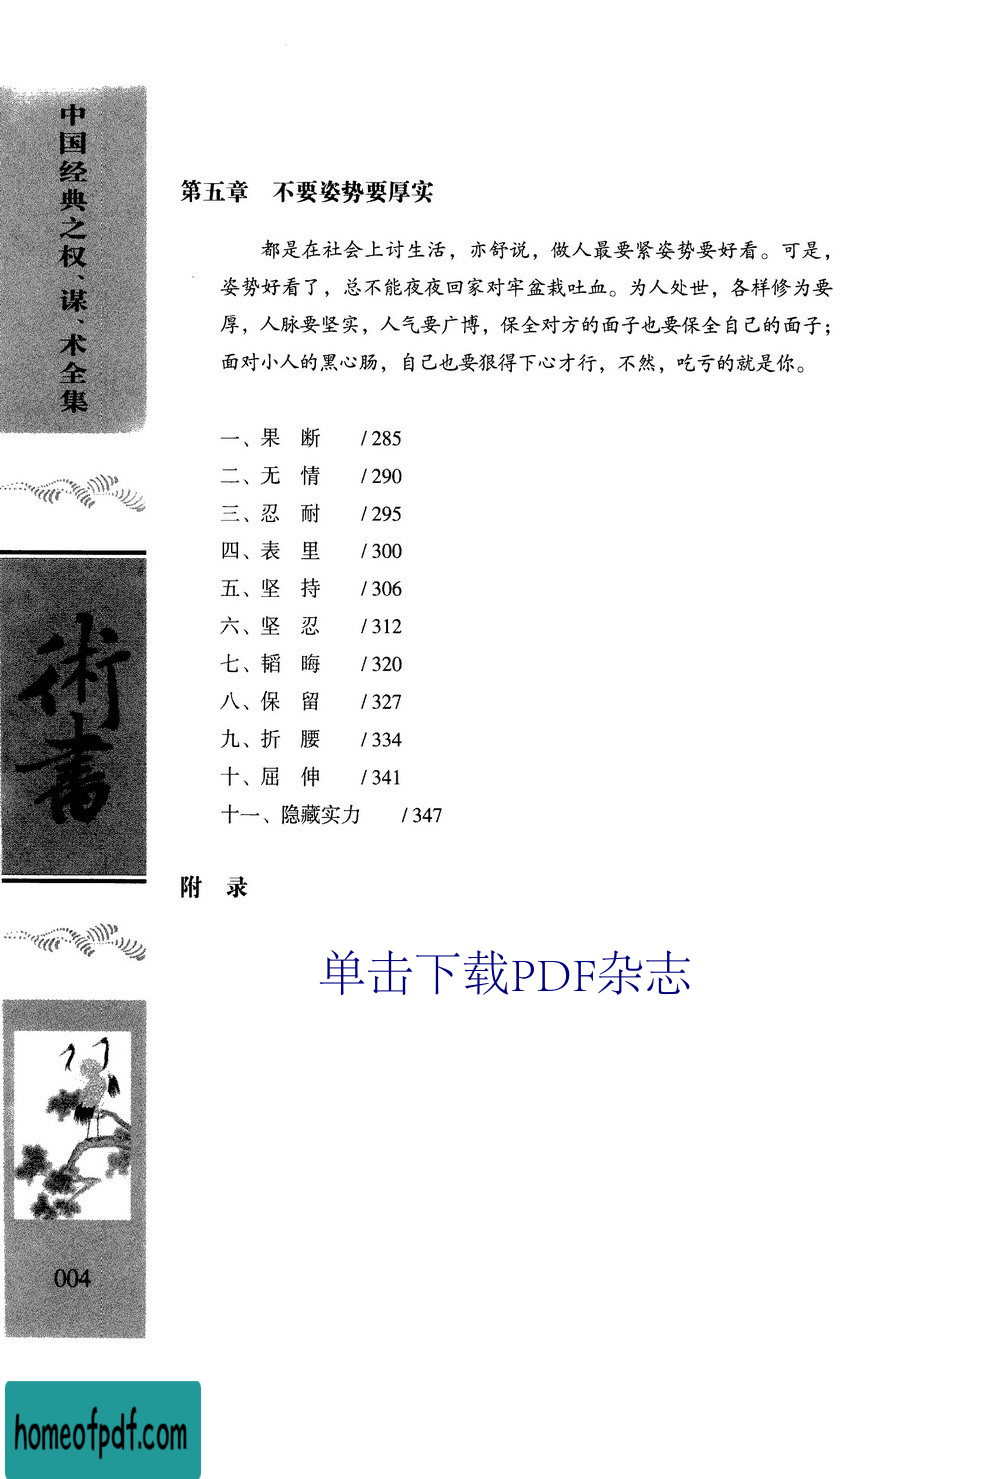 中国经典之权、谋、术全集
第五章 不要姿势要厚实
都是在社会上讨生活，亦舒说，做人最要紧姿势要好看。可是，
姿势好看了，总不能夜夜回家对牢盆栽吐血。为人处世，各样修为要
厚，人脉要坚实，人气要广博，保全对方的面子也要保全自己的面子；
面对小人的黑心肠，自己也要狠得下心才行，不然，吃亏的就是你。
一、果 断 / 285
二、无 情 / 290
三、忍 耐 / 295
四、表 里 / 300
五、坚 持 / 306
六、坚 忍 / 312
七、韬 晦 / 320
八、保 留 / 327
九、折 腰 / 334
十、屈 伸 / 341
十一、隐藏实力 / 347
術書
附 录
单击下载PDF杂志
004
homeofpdf.com